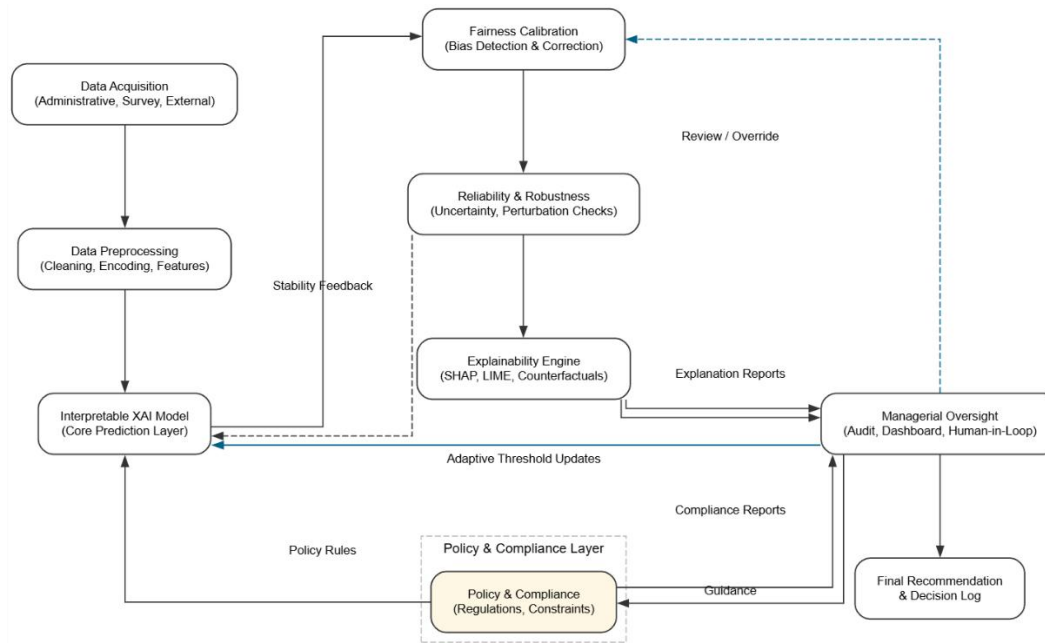 Fairness Calibration
(Bias Detection & Correction)
Data Acquisition
(Administrative, Survey, External)
Review / Override
Reliability & Robustness
(Uncertainty, Perturbation Checks)
Data Preprocessing
(Cleaning, Encoding, Features)
Stability Feedback
Explainability Engine
(SHAP, LIME, Counterfactuals)
Explanation Reports
Interpretable XAI Model
(Core Prediction Layer)
Managerial Oversight
(Audit, Dashboard, Human-in-Loop)
Adaptive Threshold Updates
Compliance Reports
Policy Rules
Policy & Compliance Layer
Policy & Compliance
(Regulations, Constraints)
Guidance
Final Recommendation
& Decision Log